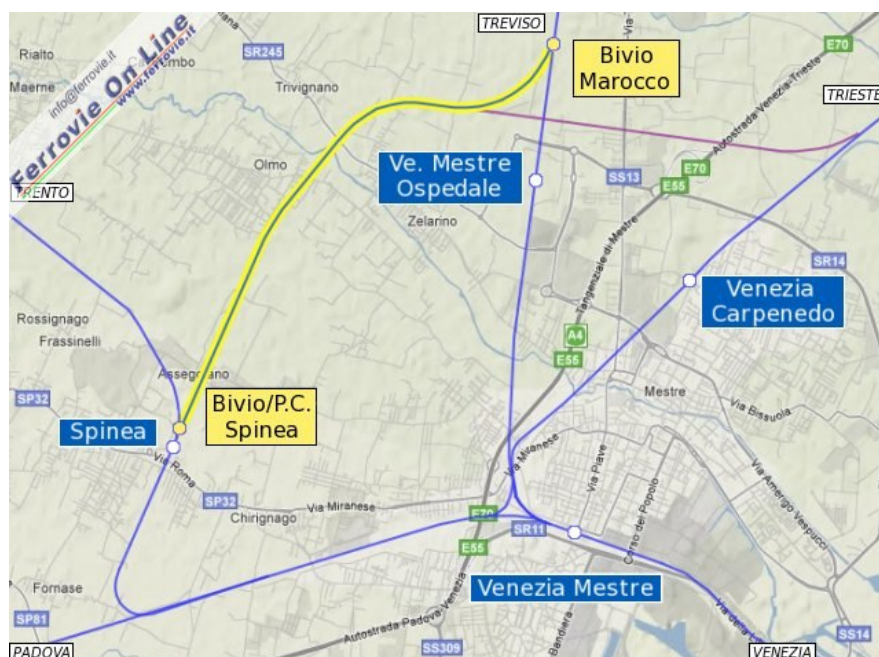 TREVISO
E70
Rialto
SR245
Bivio
Marocco
Maerne
Trivignano
info@ferrovie.it
www.ferrovie.it
Ferrovie On Line
Autostrada Venezia-Trieste
TRIESTE
Olmo
Ve. Mestre
Ospedale
SS13
E70
E55
TRENTO
Zelarino
Tangenziale di Mestre
SR14
Venezia
Carpenedo
Rossignago
Frassinelli
A4
E55
Mestre
SP32
Bivio/P.C.
Spinea
Via Bissuola
Spinea
Via Miranese
Via Piave
Via Roma
SP32
Via Miranese
Corso del Popolo
Via Amerigo Vespucci
Chirignago
E70
SR11
E55
Venezia Mestre
Fornase
SP81
Autostrada Padova-Venezia
SS309
SS14
PADOVA
VENEZIA